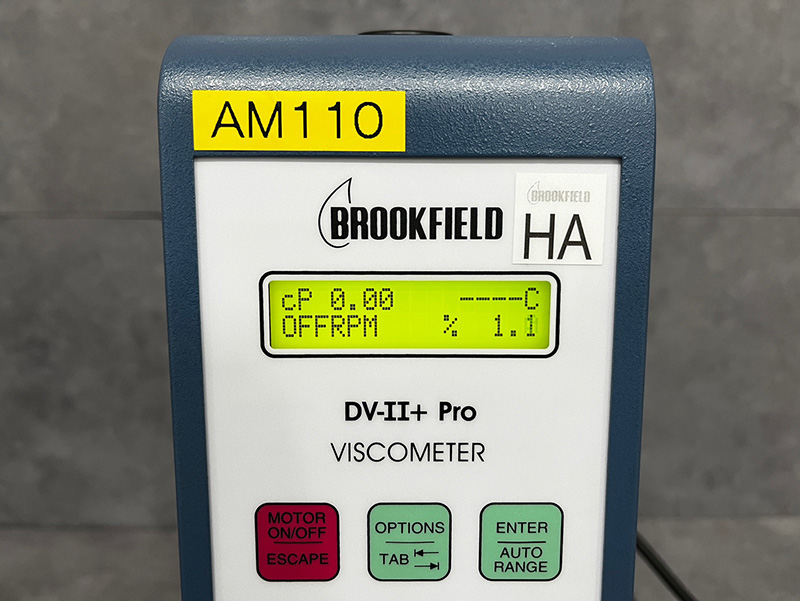 AM110
BROOKFIELD
BROOKFIELD
HA
cP 0.00 ----C
OFFRPM % 1.1
DV-II+ Pro
VISCOMETER
MOTOR
ON/OFF
ESCAPE
OPTIONS
TAB
ENTER
AUTO
RANGE